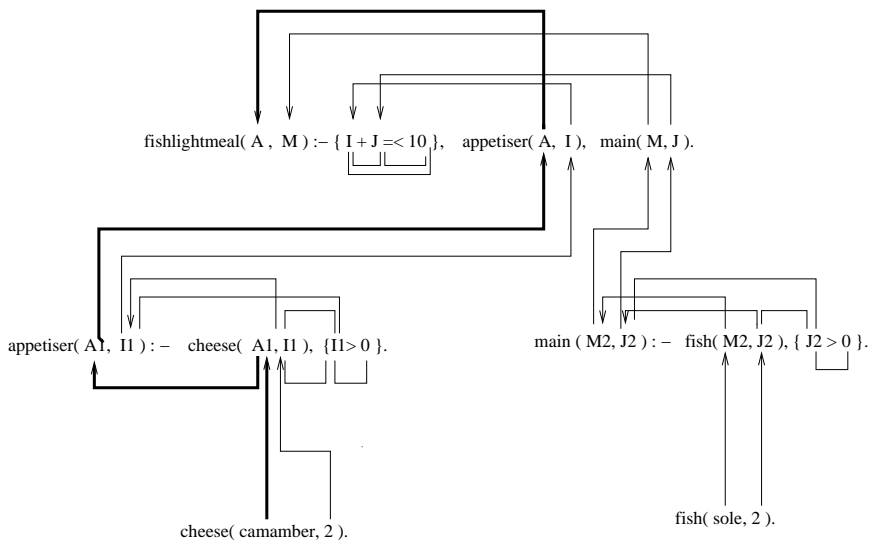 fishlightmeal( A , M ) :– { I + J =< 10 }, appetiser( A, I ), main( M, J ).
appetiser( A1, I1 ) : – cheese( A1, I1 ), {I1> 0 }.
main ( M2, J2 ) : – fish( M2, J2 ), { J2 > 0 }.
cheese( camamber, 2 ).
fish( sole, 2 ).